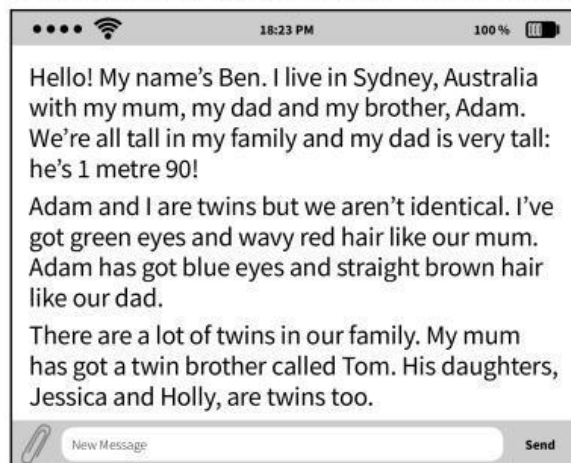 18:23 PM 100 %
Hello! My name's Ben. I live in Sydney, Australia
with my mum, my dad and my brother, Adam.
We're all tall in my family and my dad is very tall:
he's 1 metre 90!
Adam and I are twins but we aren't identical. I've
got green eyes and wavy red hair like our mum.
Adam has got blue eyes and straight brown hair
like our dad.
There are a lot of twins in our family. My mum
has got a twin brother called Tom. His daughters,
Jessica and Holly, are twins too.
New Message Send